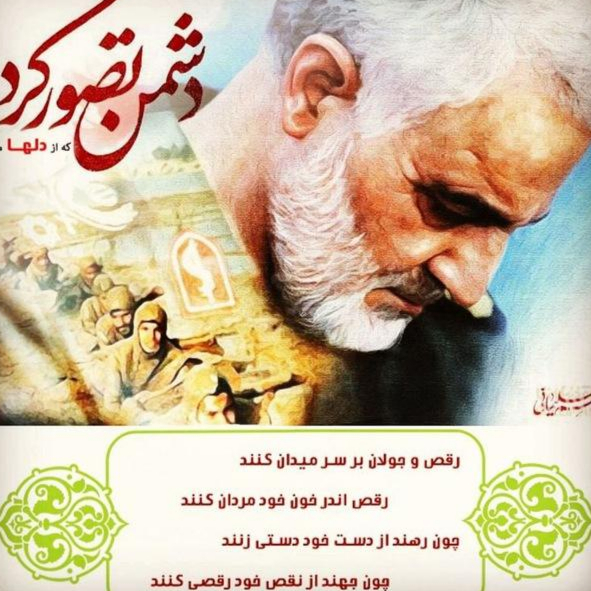 دشمن تصور کرد
که از دلها
رقص و جولان بر سر میدان کنند
رقص اندر خون خود مردان کنند
چون رهند از دست خود دستی زنند
چون جهند از نقص خود رقصی کنند